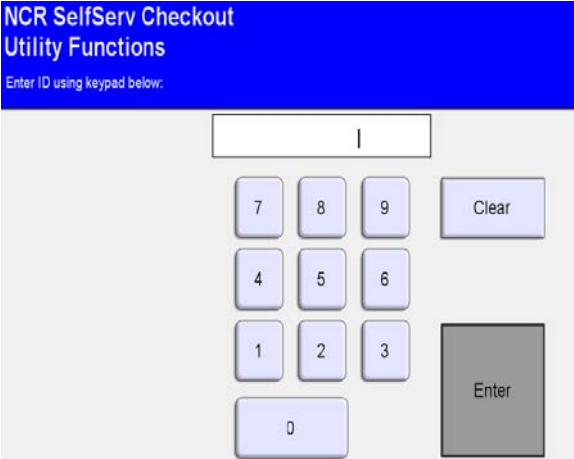 NCR SelfServ Checkout
Utility Functions
Enter ID using keypad below:
7 8 9 Clear
4 5 6
1 2 3
Enter
0